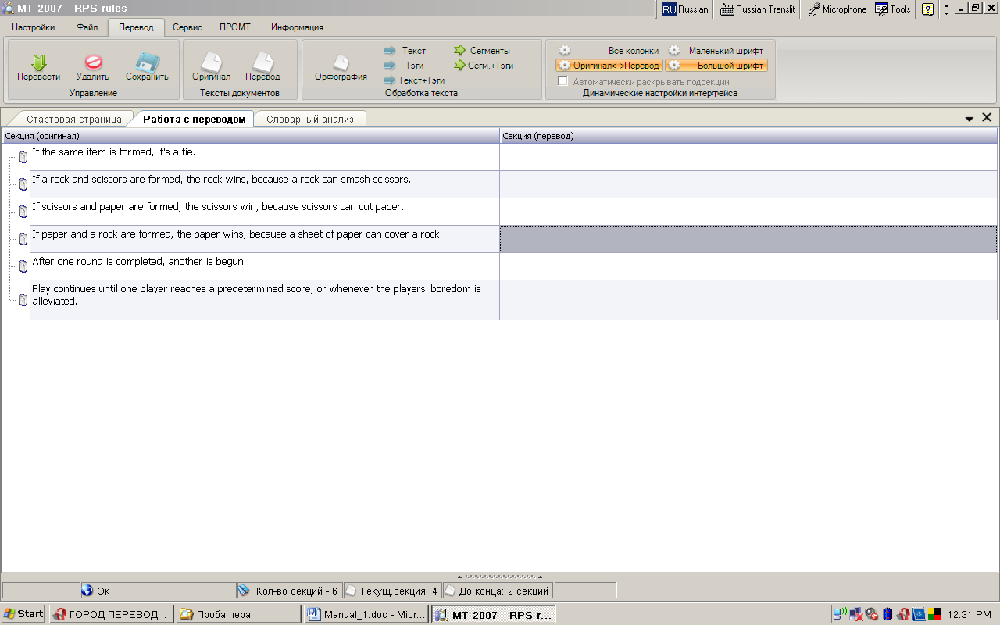 MT 2007 - RPS rules
RU Russian Russian Translit Microphone Tools
Настройки Файл Перевод Сервис ПРОМТ Информация
Перевести Удалить Сохранить
Управление
Оригинал Перевод
Тексты документов
Орфография
Текст Сегменты
Тэги Сегм.+Тэги
Текст+Тэги
Обработка текста
Все колонки Маленький шрифт
Оригинал<->Перевод Большой шрифт
Автоматически раскрывать подсекции
Динамические настройки интерфейса
Стартовая страница Работа с переводом Словарный анализ
Секция (оригинал) Секция (перевод)
If the same item is formed, it's a tie.
If a rock and scissors are formed, the rock wins, because a rock can smash scissors.
If scissors and paper are formed, the scissors win, because scissors can cut paper.
If paper and a rock are formed, the paper wins, because a sheet of paper can cover a rock.
After one round is completed, another is begun.
Play continues until one player reaches a predetermined score, or whenever the players' boredom is
alleviated.
Ок Кол-во секций - 6 Текущ.секция: 4 До конца: 2 секций
Start ГОРОД ПЕРЕВОД... Проба пера Manual_1.doc - Micr... MT 2007 - RPS r... 12:31 PM